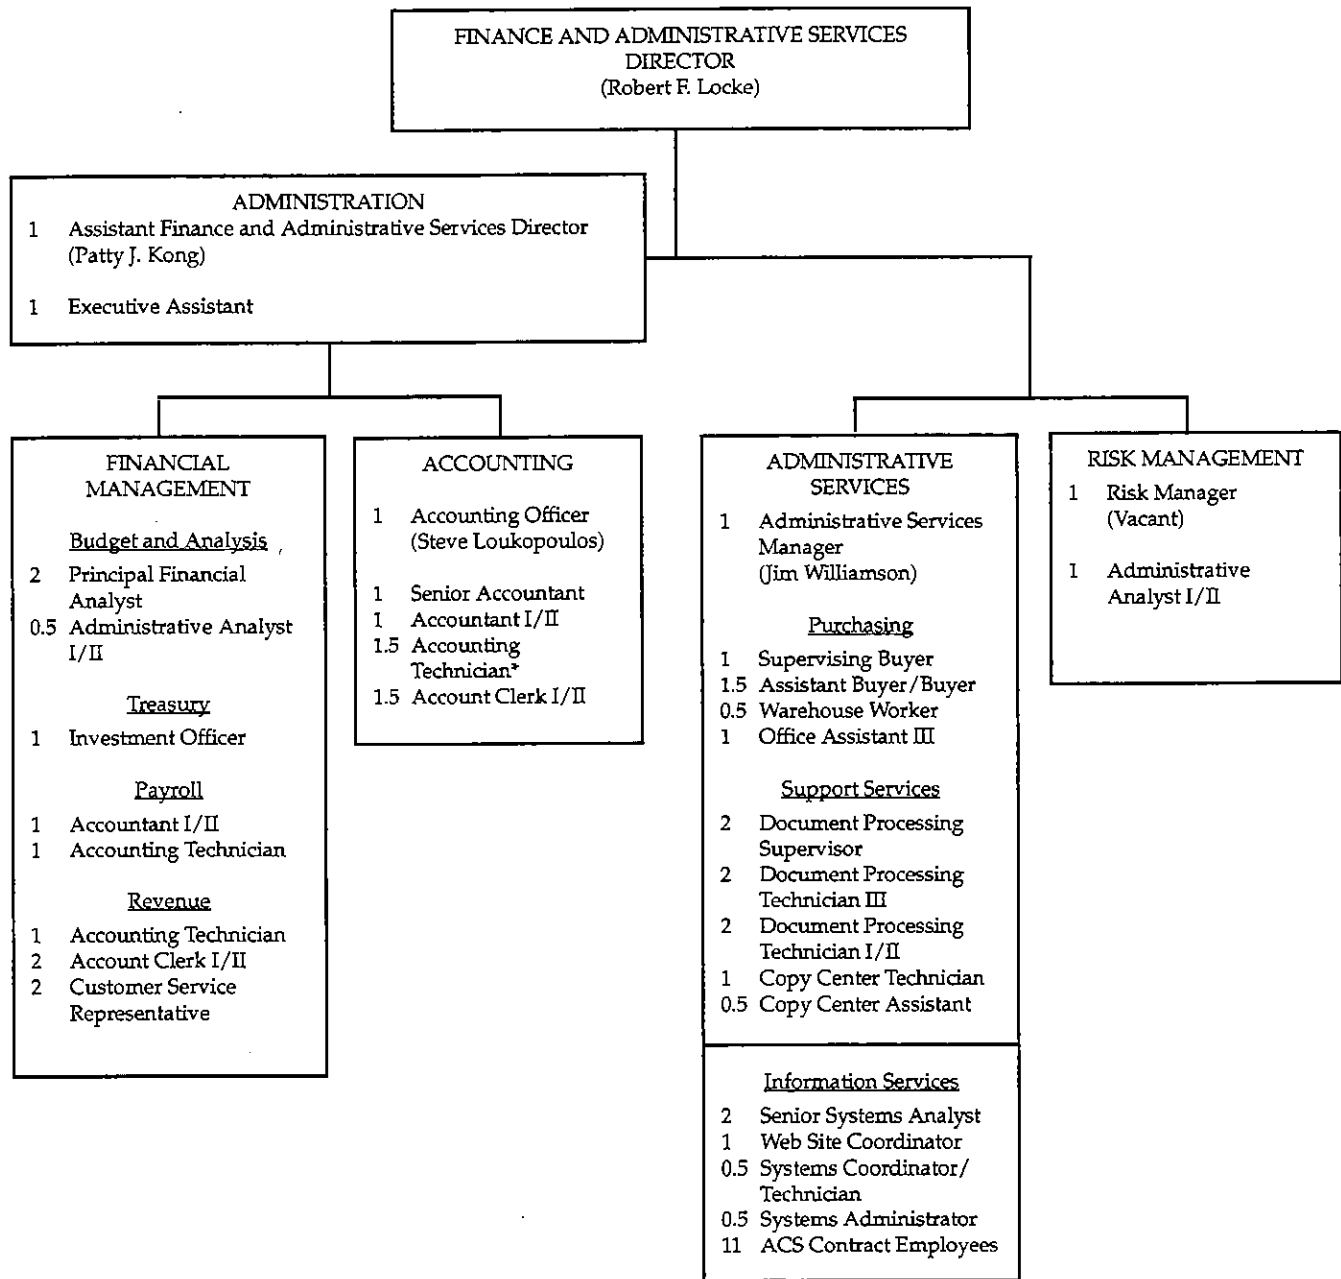 FINANCE AND ADMINISTRATIVE SERVICES
DIRECTOR
(Robert F. Locke)
ADMINISTRATION
1 Assistant Finance and Administrative Services Director
(Patty J. Kong)
1 Executive Assistant
FINANCIAL
MANAGEMENT
Budget and Analysis
2 Principal Financial
Analyst
0.5 Administrative Analyst
I/II
Treasury
1 Investment Officer
Payroll
1 Accountant I/II
1 Accounting Technician
Revenue
1 Accounting Technician
2 Account Clerk I/II
2 Customer Service
Representative
ACCOUNTING
1 Accounting Officer
(Steve Loukopoulos)
1 Senior Accountant
1 Accountant I/II
1.5 Accounting
Technician*
1.5 Account Clerk I/II
ADMINISTRATIVE
SERVICES
1 Administrative Services
Manager
(Jim Williamson)
Purchasing
1 Supervising Buyer
1.5 Assistant Buyer/Buyer
0.5 Warehouse Worker
1 Office Assistant III
Support Services
2 Document Processing
Supervisor
2 Document Processing
Technician III
2 Document Processing
Technician I/II
1 Copy Center Technician
0.5 Copy Center Assistant
Information Services
2 Senior Systems Analyst
1 Web Site Coordinator
0.5 Systems Coordinator/
Technician
0.5 Systems Administrator
11 ACS Contract Employees
RISK MANAGEMENT
1 Risk Manager
(Vacant)
1 Administrative
Analyst I/II